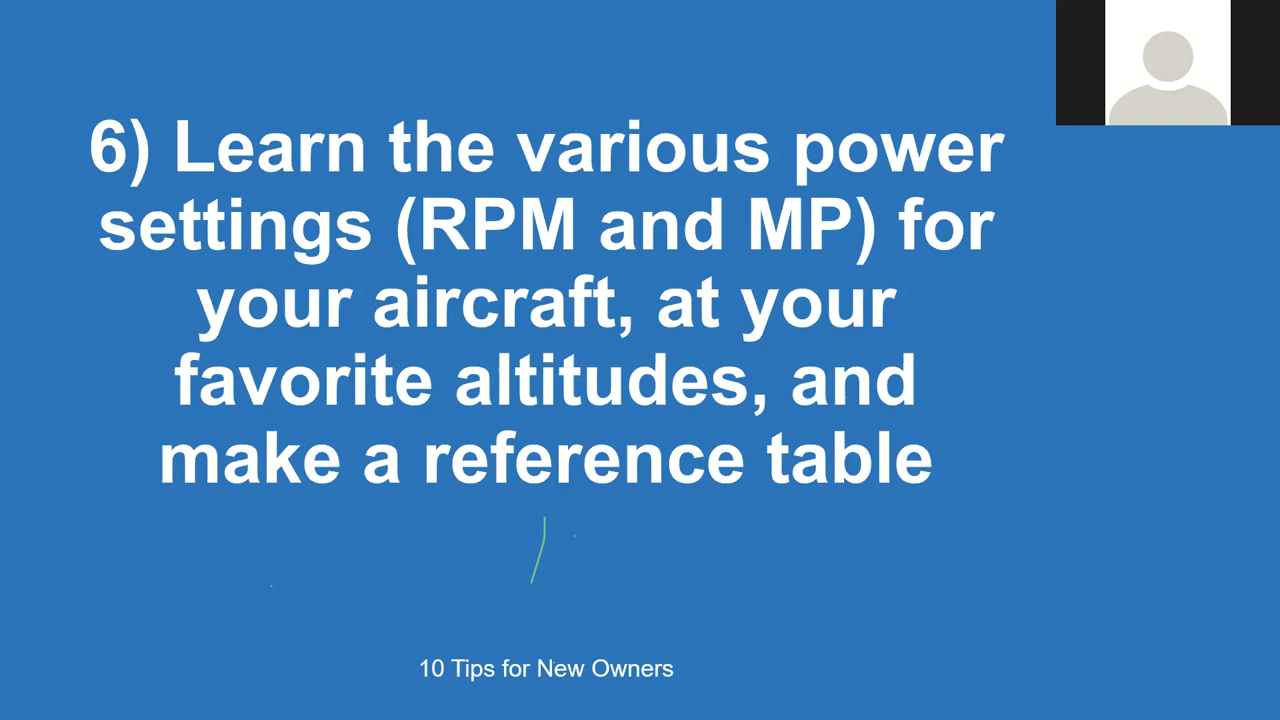 6) Learn the various power
settings (RPM and MP) for
your aircraft, at your
favorite altitudes, and
make a reference table
10 Tips for New Owners